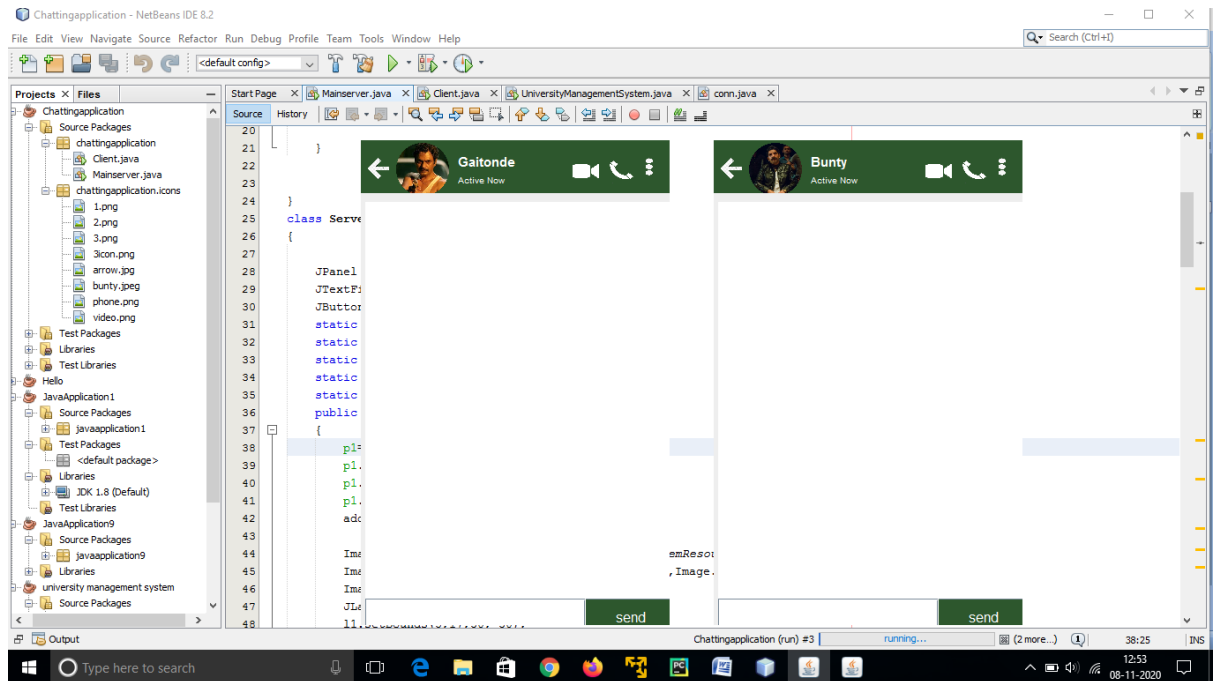 Chattingapplication - NetBeans IDE 8.2
File Edit View Navigate Source Refactor Run Debug Profile Team Tools Window Help
Search (Ctrl+I)
<default config>
Projects
Files
Start Page
Mainserver.java
Client.java
UniversityManagementSystem.java
conn.java
Source
History
Chattingapplication
Source Packages
chattingapplication
Client.java
Mainserver.java
chattingapplication.icons
1.png
2.png
3.png
3icon.png
arrow.jpg
bunty.jpeg
phone.png
video.png
Test Packages
Libraries
Test Libraries
Hello
JavaApplication1
Source Packages
javaapplication1
Test Packages
<default package>
Libraries
JDK 1.8 (Default)
Test Libraries
JavaApplication9
Source Packages
javaapplication9
Libraries
university management system
Source Packages
20
21 }
22
23
24 }
25 class Serve
26 {
27
28 JPanel
29 JTextFi
30 JButton
31 static
32 static
33 static
34 static
35 static
36 public
37 {
38 p1=
39 p1.
40 p1.
41 p1.
42 add
43
44 Ima emResou
45 Ima ,Image.
46 Ima
47 JLa
48
Gaitonde
Active Now
send
Bunty
Active Now
send
Output
Chattingapplication (run) #3
running...
(2 more...)
1
38:25
INS
Type here to search
12:53
08-11-2020